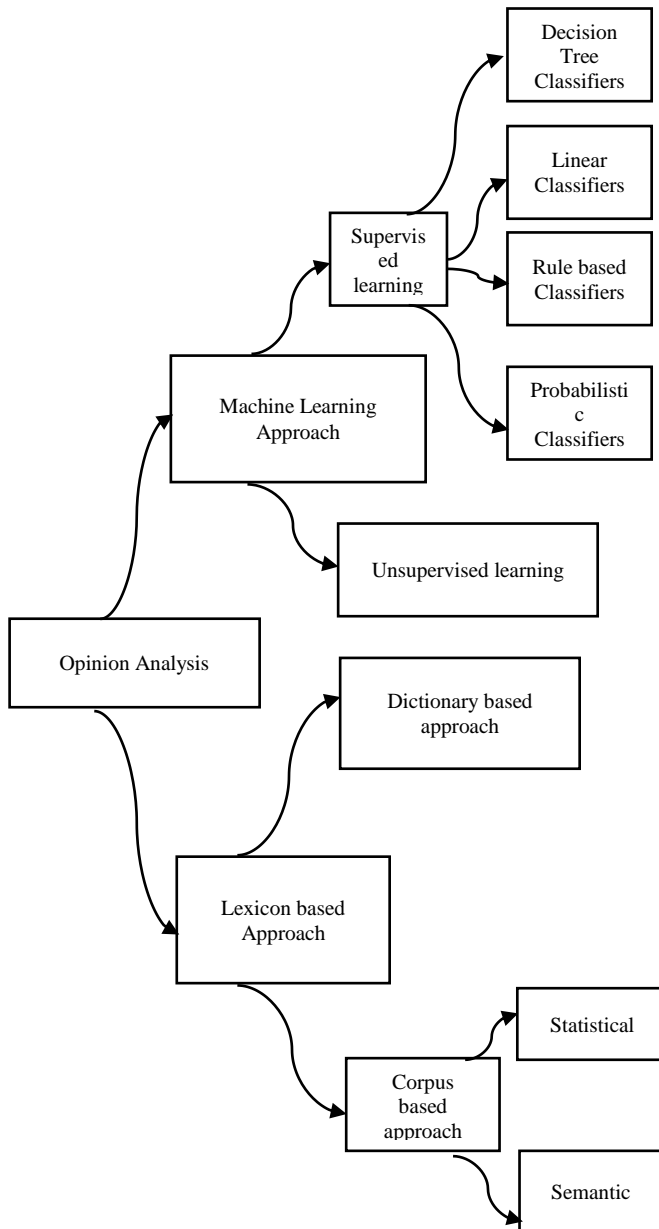 Decision
Tree
Classifiers
Linear
Classifiers
Supervis
ed
learning
Rule based
Classifiers
Machine Learning
Approach
Probabilisti
c
Classifiers
Unsupervised learning
Opinion Analysis
Dictionary based
approach
Lexicon based
Approach
Statistical
Corpus
based
approach
Semantic